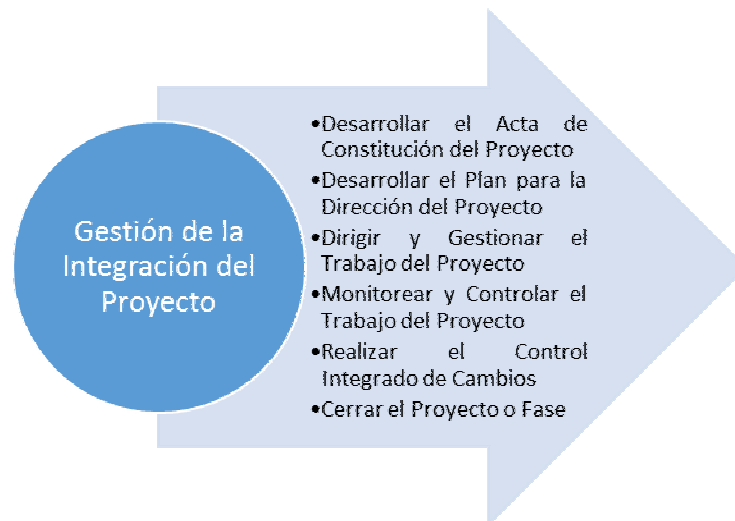 Gestión de la
Integración del
Proyecto
•Desarrollar el Acta de
Constitución del Proyecto
•Desarrollar el Plan para la
Dirección del Proyecto
•Dirigir y Gestionar el
Trabajo del Proyecto
•Monitorear y Controlar el
Trabajo del Proyecto
•Realizar el Control
Integrado de Cambios
•Cerrar el Proyecto o Fase